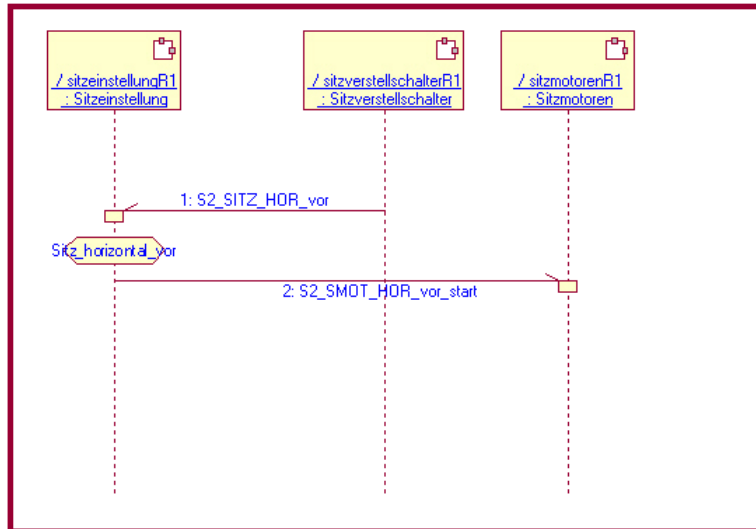 / sitzeinstellungR1
: Sitzeinstellung
/ sitzverstellschalterR1
: Sitzverstellschalter
/ sitzmotorenR1
: Sitzmotoren
1: S2_SITZ_HOR_vor
Sitz_horizontal_vor
2: S2_SMOT_HOR_vor_start